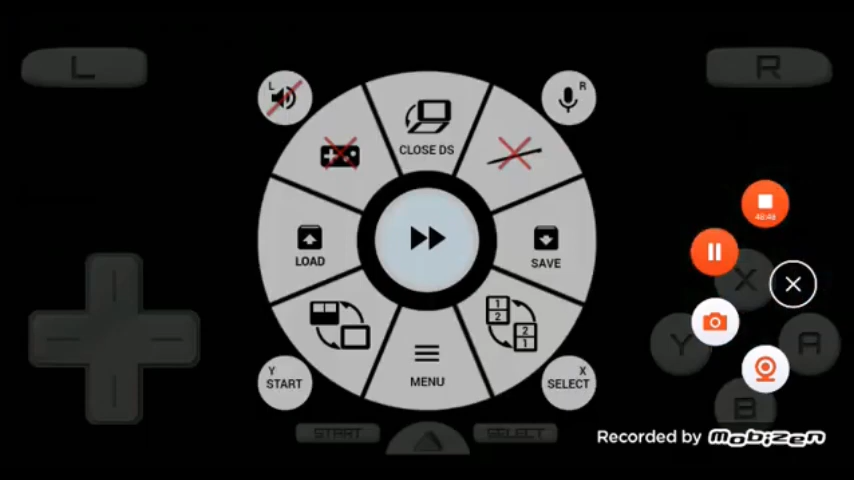 L
R
L
R
CLOSE DS
LOAD
SAVE
46:48
X
1
2
2
1
Y
A
MENU
Y
START
X
SELECT
B
START
SELECT
Recorded by mobizen